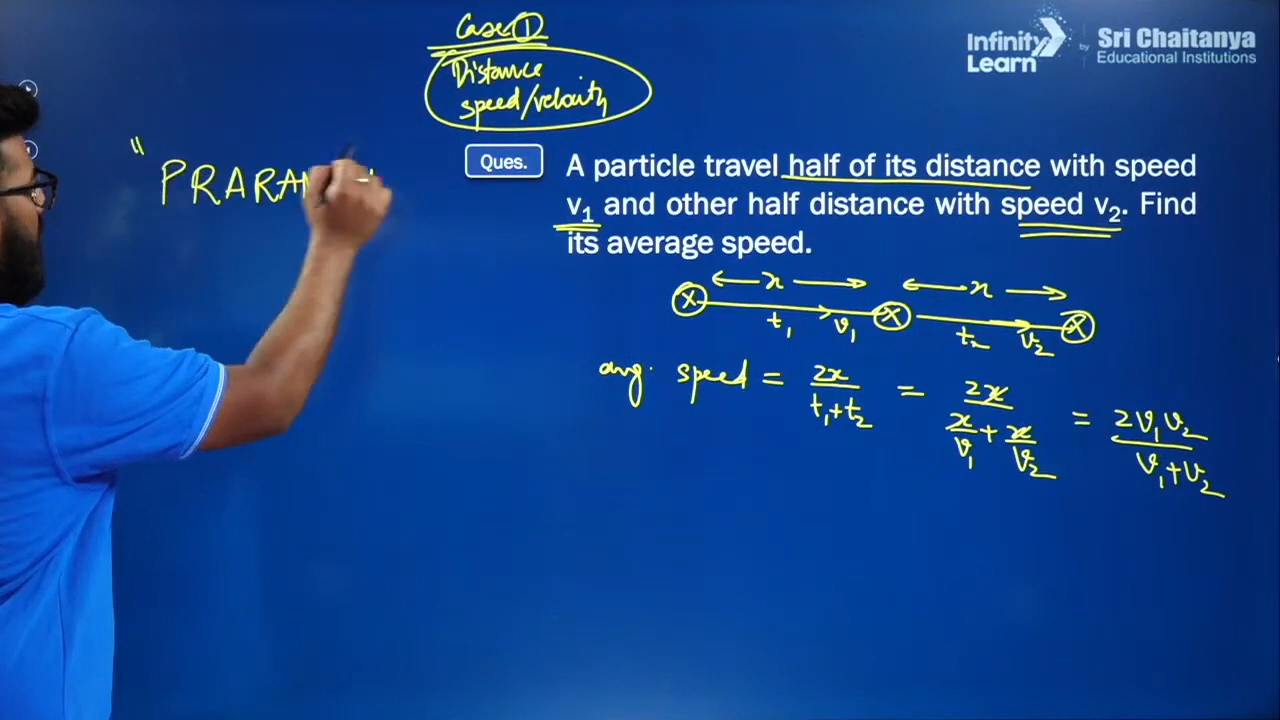 Case ①
Distance
speed/velocity
Infinity Learn
by
Sri Chaitanya
Educational Institutions
"
Ques.
A particle travel half of its distance with speed
v₁ and other half distance with speed v₂. Find
its average speed.
x x
t₁ v₁ t₂ v₂
avg. speed = 2x/(t₁+t₂) = 2x/(x/v₁ + x/v₂) = 2v₁v₂/(v₁+v₂)